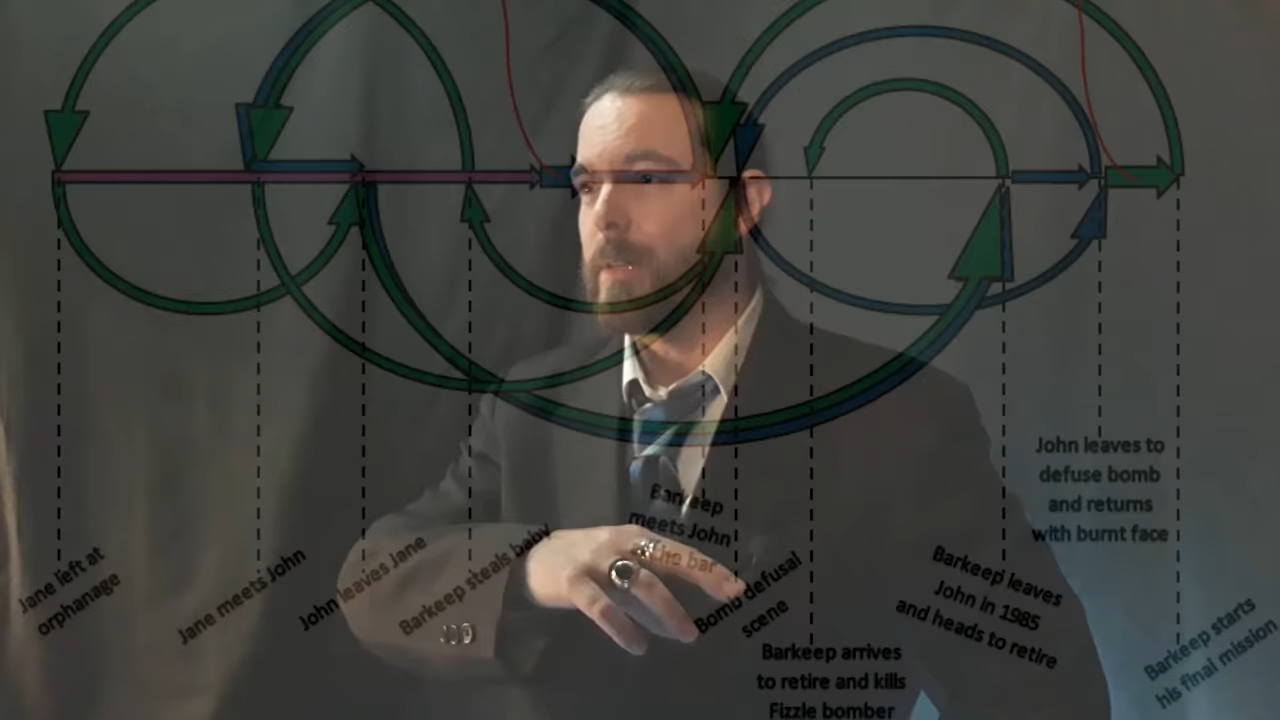 Jane left at
orphanage
Jane meets John
John leaves Jane
Barkeep steals baby
Barkeep
meets John
the bar
Bomb defusal
scene
Barkeep arrives
to retire and kills
Fizzle bomber
Barkeep leaves
John in 1985
and heads to retire
John leaves to
defuse bomb
and returns
with burnt face
Barkeep starts
his final mission